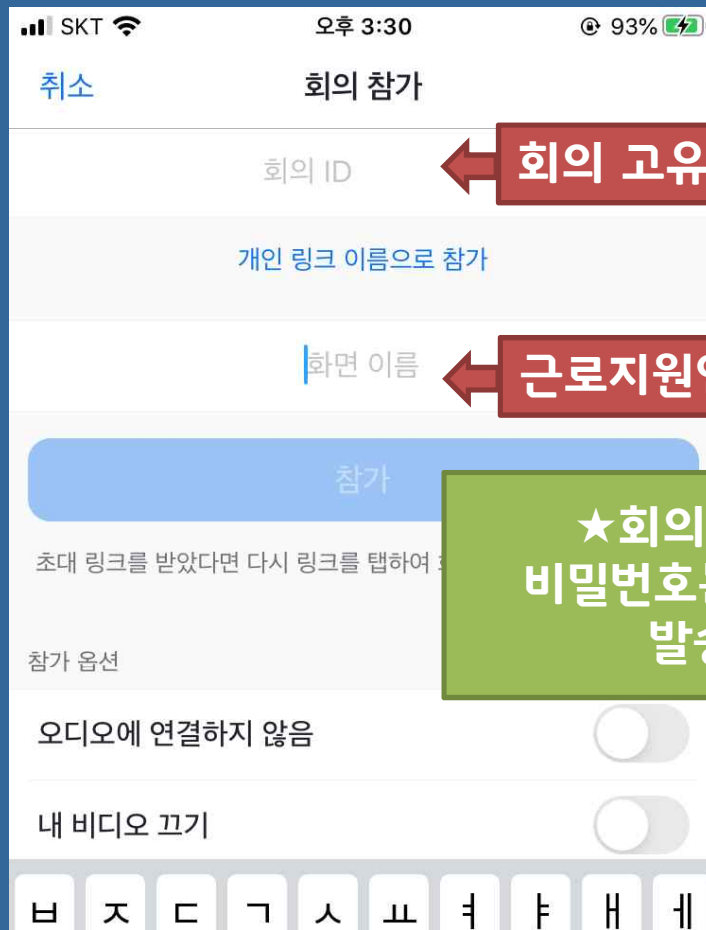 SKT 오후 3:30 93%
취소 회의 참가
회의 ID
회의 고유
개인 링크 이름으로 참가
화면 이름
근로지원
참가
★회의
비밀번호
초대 링크를 받았다면 다시 링크를 탭하여
발송
참가 옵션
오디오에 연결하지 않음
내 비디오 끄기
ㅂ ㅈ ㄷ ㄱ ㅅ ㅛ ㅕ ㅑ ㅐ ㅔ